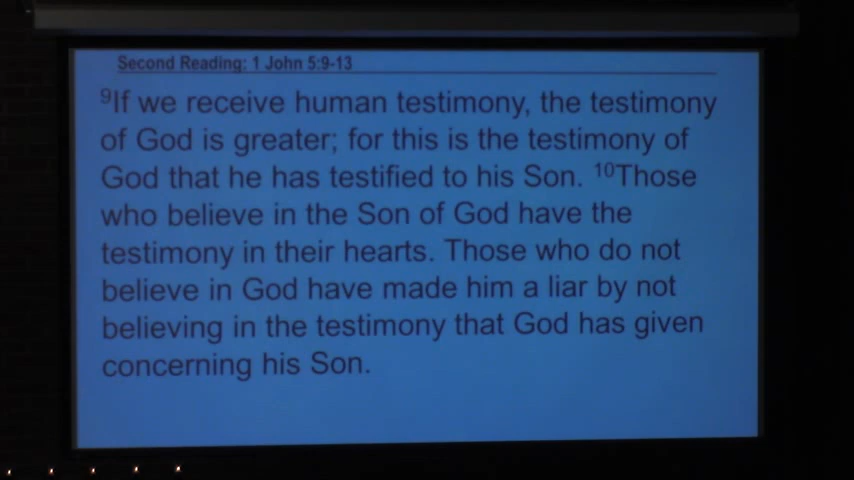 Second Reading: 1 John 5:9-13
⁹If we receive human testimony, the testimony
of God is greater; for this is the testimony of
God that he has testified to his Son. ¹⁰Those
who believe in the Son of God have the
testimony in their hearts. Those who do not
believe in God have made him a liar by not
believing in the testimony that God has given
concerning his Son.